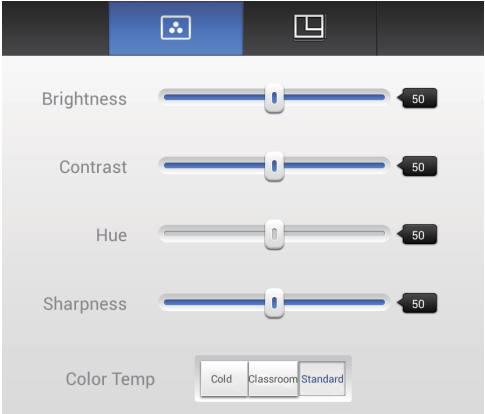 Brightness 50
Contrast 50
Hue 50
Sharpness 50
Color Temp Cold Classroom Standard